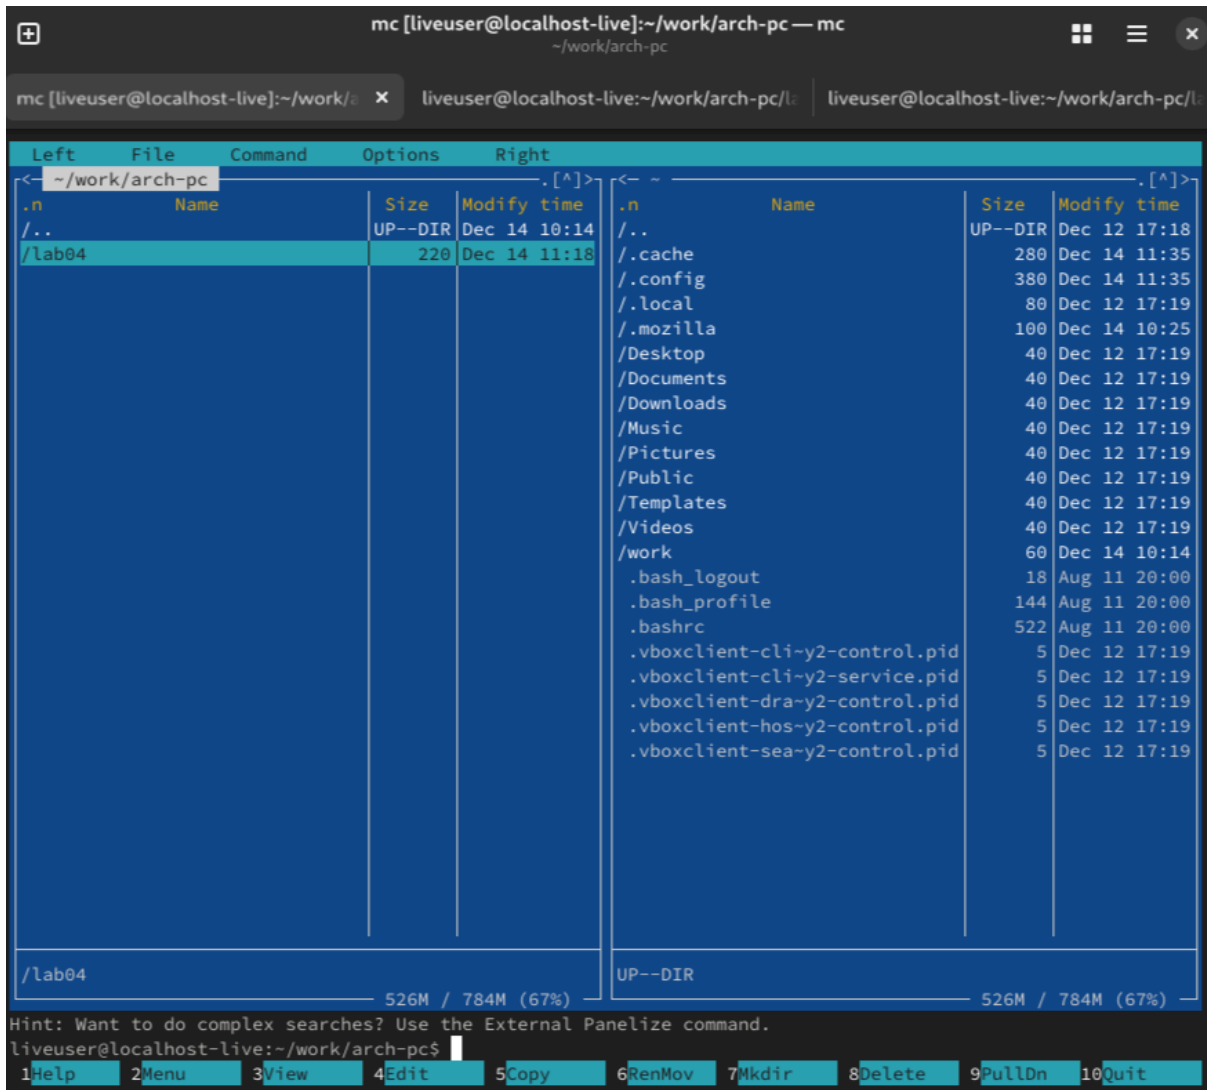 mc [liveuser@localhost-live]:~/work/arch-pc — mc
~/work/arch-pc
mc [liveuser@localhost-live]:~/work/a × liveuser@localhost-live:~/work/arch-pc/la liveuser@localhost-live:~/work/arch-pc/la
Left File Command Options Right
<- ~/work/arch-pc .[^]> <- ~ .[^]>
.n Name Size Modify time .n Name Size Modify time
/.. UP--DIR Dec 14 10:14 /.. UP--DIR Dec 12 17:18
/lab04 220 Dec 14 11:18 /.cache 280 Dec 14 11:35
/.config 380 Dec 14 11:35
/.local 80 Dec 12 17:19
/.mozilla 100 Dec 14 10:25
/Desktop 40 Dec 12 17:19
/Documents 40 Dec 12 17:19
/Downloads 40 Dec 12 17:19
/Music 40 Dec 12 17:19
/Pictures 40 Dec 12 17:19
/Public 40 Dec 12 17:19
/Templates 40 Dec 12 17:19
/Videos 40 Dec 12 17:19
/work 60 Dec 14 10:14
.bash_logout 18 Aug 11 20:00
.bash_profile 144 Aug 11 20:00
.bashrc 522 Aug 11 20:00
.vboxclient-cli~y2-control.pid 5 Dec 12 17:19
.vboxclient-cli~y2-service.pid 5 Dec 12 17:19
.vboxclient-dra~y2-control.pid 5 Dec 12 17:19
.vboxclient-hos~y2-control.pid 5 Dec 12 17:19
.vboxclient-sea~y2-control.pid 5 Dec 12 17:19
/lab04 UP--DIR
526M / 784M (67%) 526M / 784M (67%)
Hint: Want to do complex searches? Use the External Panelize command.
liveuser@localhost-live:~/work/arch-pc$
1Help 2Menu 3View 4Edit 5Copy 6RenMov 7Mkdir 8Delete 9PullDn 10Quit